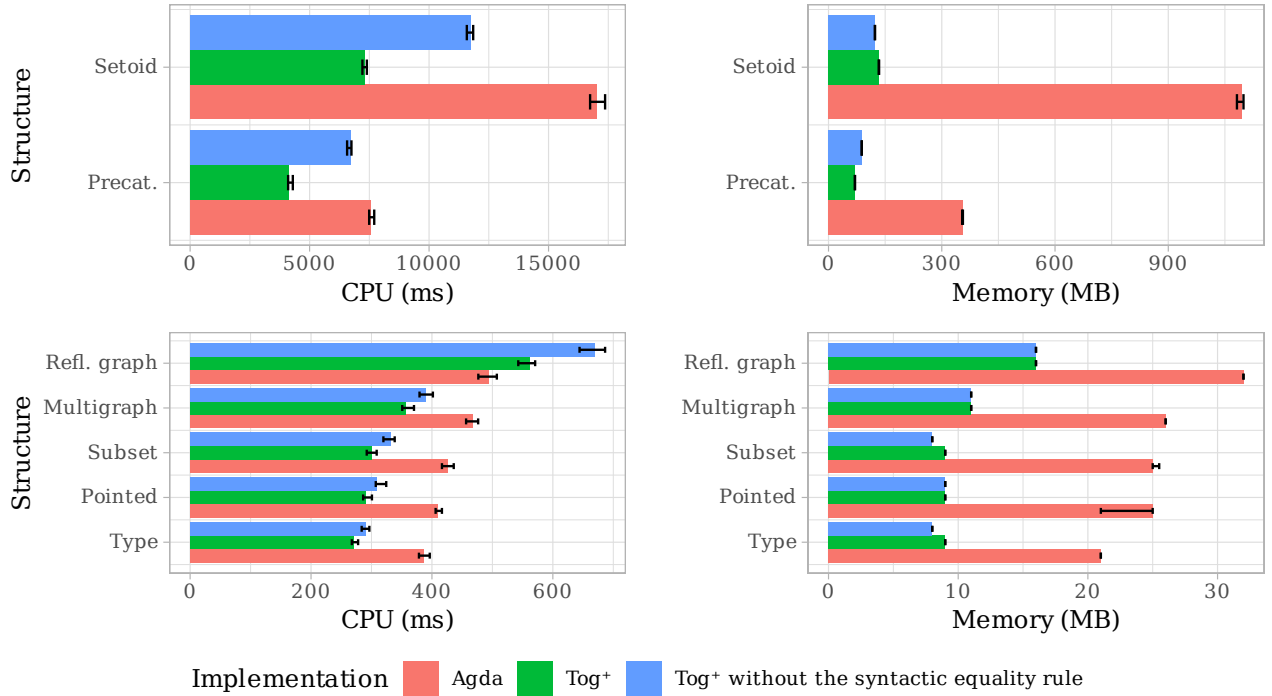 Structure
Setoid
Precat.
0 5000 10000 15000
CPU (ms)
Setoid
Precat.
0 300 600 900
Memory (MB)
Structure
Refl. graph
Multigraph
Subset
Pointed
Type
0 200 400 600
CPU (ms)
Refl. graph
Multigraph
Subset
Pointed
Type
0 10 20 30
Memory (MB)
Implementation Agda Tog⁺ Tog⁺ without the syntactic equality rule